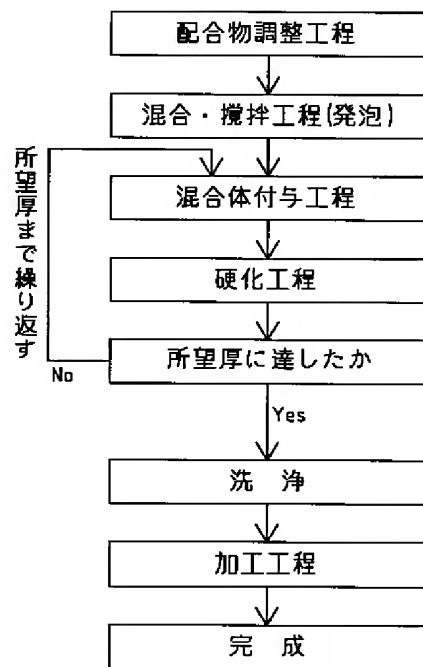 配合物調整工程
混合・攪拌工程(発泡)
所望厚まで繰り返す
混合体付与工程
硬化工程
所望厚に達したか
No
Yes
洗 浄
加工工程
完 成